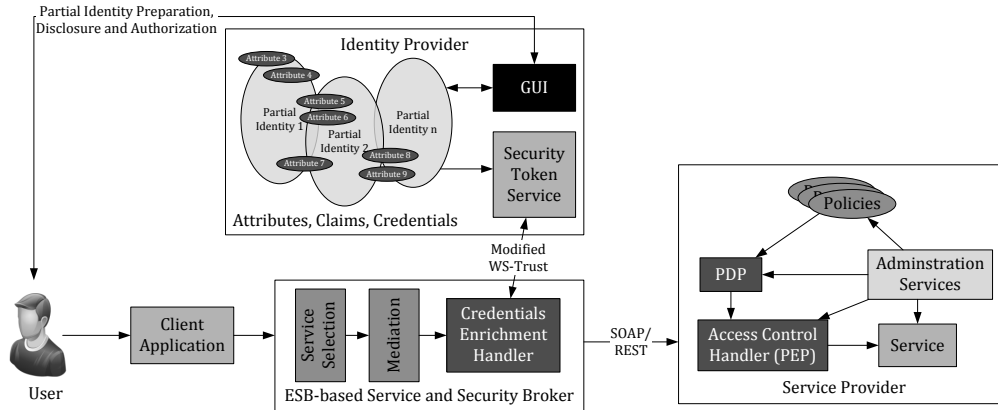 Partial Identity Preparation,
Disclosure and Authorization
Identity Provider
Attribute 3
Attribute 4
Attribute 5
Attribute 6
Partial
Identity 1
Partial
Identity 2
Partial
Identity n
Attribute 7
Attribute 8
Attribute 9
GUI
Security
Token
Service
Attributes, Claims, Credentials
Modified
WS-Trust
User
Client
Application
Service
Selection
Mediation
Credentials
Enrichment
Handler
ESB-based Service and Security Broker
SOAP/
REST
Policies
PDP
Adminstration
Services
Access Control
Handler (PEP)
Service
Service Provider